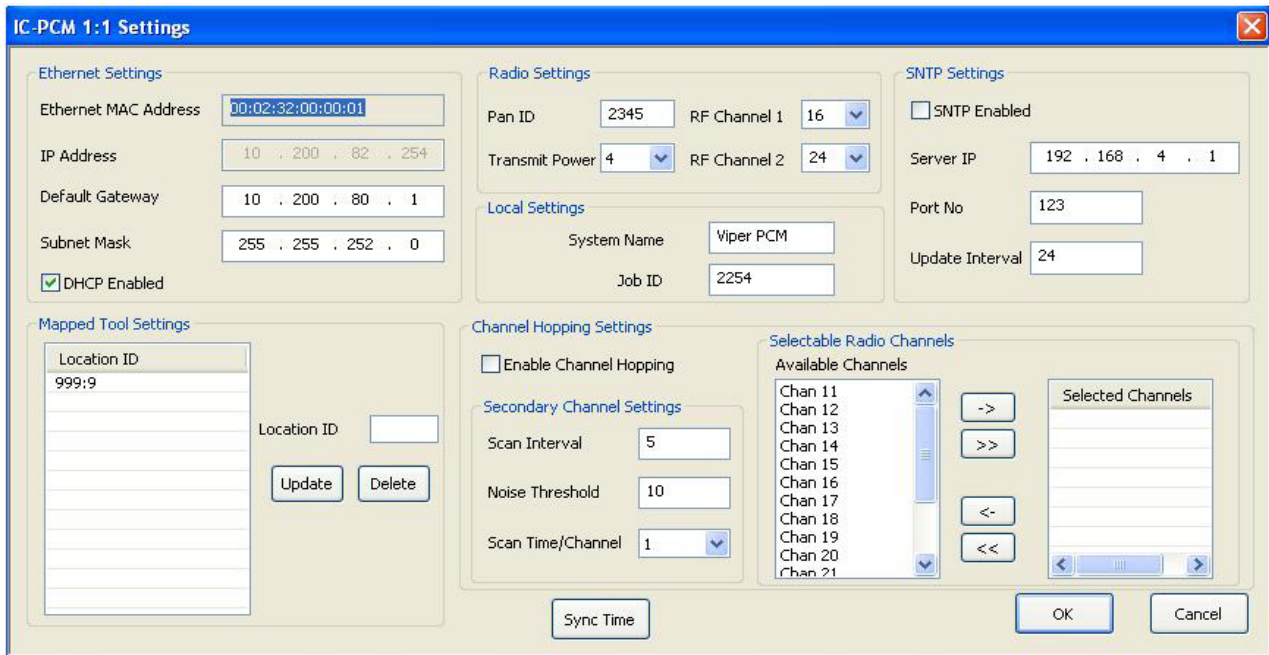 IC-PCM 1:1 Settings
Ethernet Settings
Ethernet MAC Address 00:02:32:00:00:01
IP Address 10 . 200 . 82 . 254
Default Gateway 10 . 200 . 80 . 1
Subnet Mask 255 . 255 . 252 . 0
DHCP Enabled
Radio Settings
Pan ID 2345 RF Channel 1 16
Transmit Power 4 RF Channel 2 24
Local Settings
System Name Viper PCM
Job ID 2254
SNTP Settings
SNTP Enabled
Server IP 192 . 168 . 4 . 1
Port No 123
Update Interval 24
Mapped Tool Settings
Location ID
999:9
Location ID
Update Delete
Channel Hopping Settings
Enable Channel Hopping
Secondary Channel Settings
Scan Interval 5
Noise Threshold 10
Scan Time/Channel 1
Selectable Radio Channels
Available Channels
Chan 11
Chan 12
Chan 13
Chan 14
Chan 15
Chan 16
Chan 17
Chan 18
Chan 19
Chan 20
Chan 21
->
>>
<-
<<
Selected Channels
Sync Time
OK
Cancel